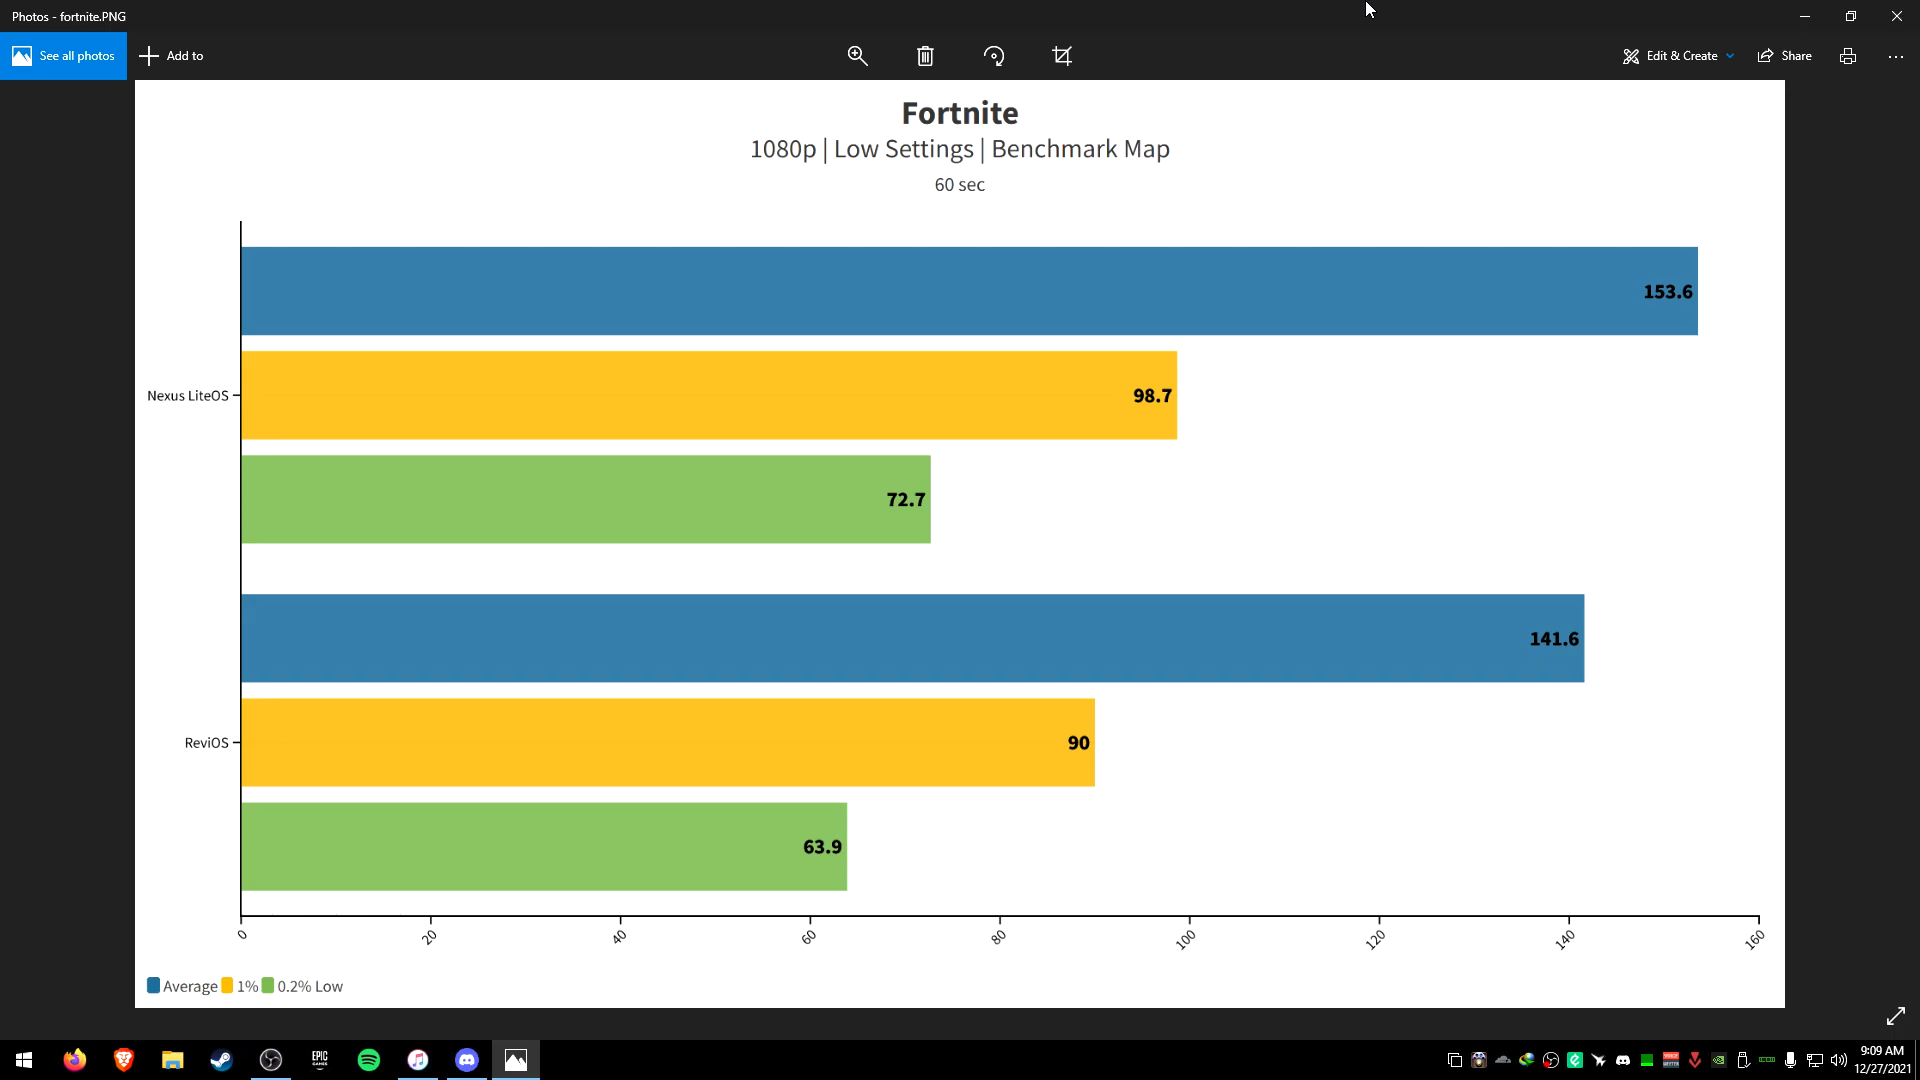 Photos - fortnite.PNG
See all photos
Add to
Edit & Create
Share
Fortnite
1080p | Low Settings | Benchmark Map
60 sec
153.6
Nexus LiteOS
98.7
72.7
141.6
ReviOS
90
63.9
0
20
40
60
80
100
120
140
160
Average 1% 0.2% Low
EPIC
GAMES
9:09 AM
12/27/2021